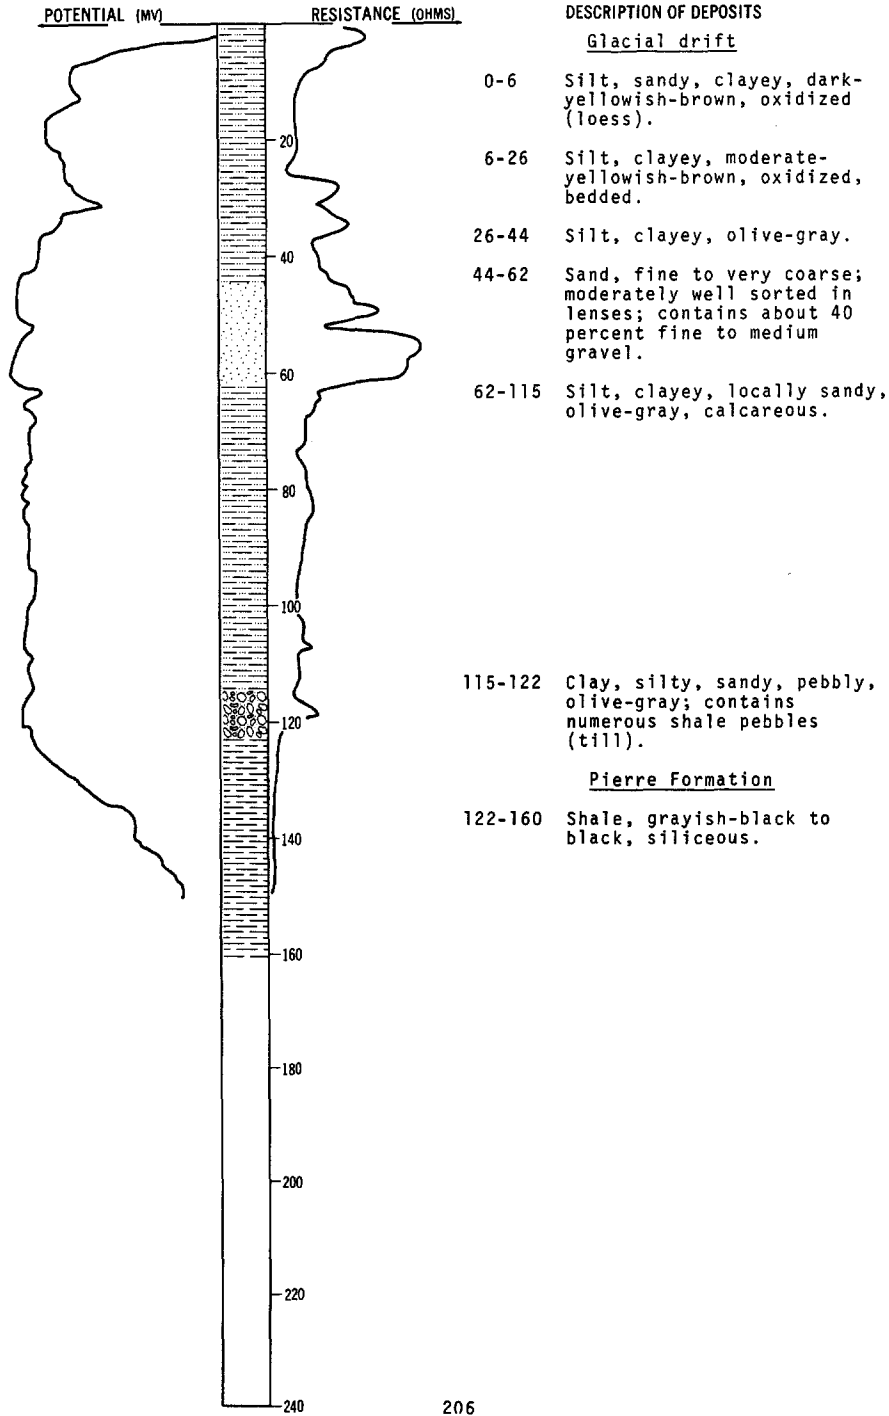 POTENTIAL (MV) RESISTANCE (OHMS) DESCRIPTION OF DEPOSITS
Glacial drift
0-6 Silt, sandy, clayey, dark-
yellowish-brown, oxidized
(loess).
20
6-26 Silt, clayey, moderate-
yellowish-brown, oxidized,
bedded.
26-44 Silt, clayey, olive-gray.
40
44-62 Sand, fine to very coarse;
moderately well sorted in
lenses; contains about 40
percent fine to medium
gravel.
60
62-115 Silt, clayey, locally sandy,
olive-gray, calcareous.
80
100
115-122 Clay, silty, sandy, pebbly,
olive-gray; contains
numerous shale pebbles
(till).
120
Pierre Formation
122-160 Shale, grayish-black to
black, siliceous.
140
160
180
200
220
240
206